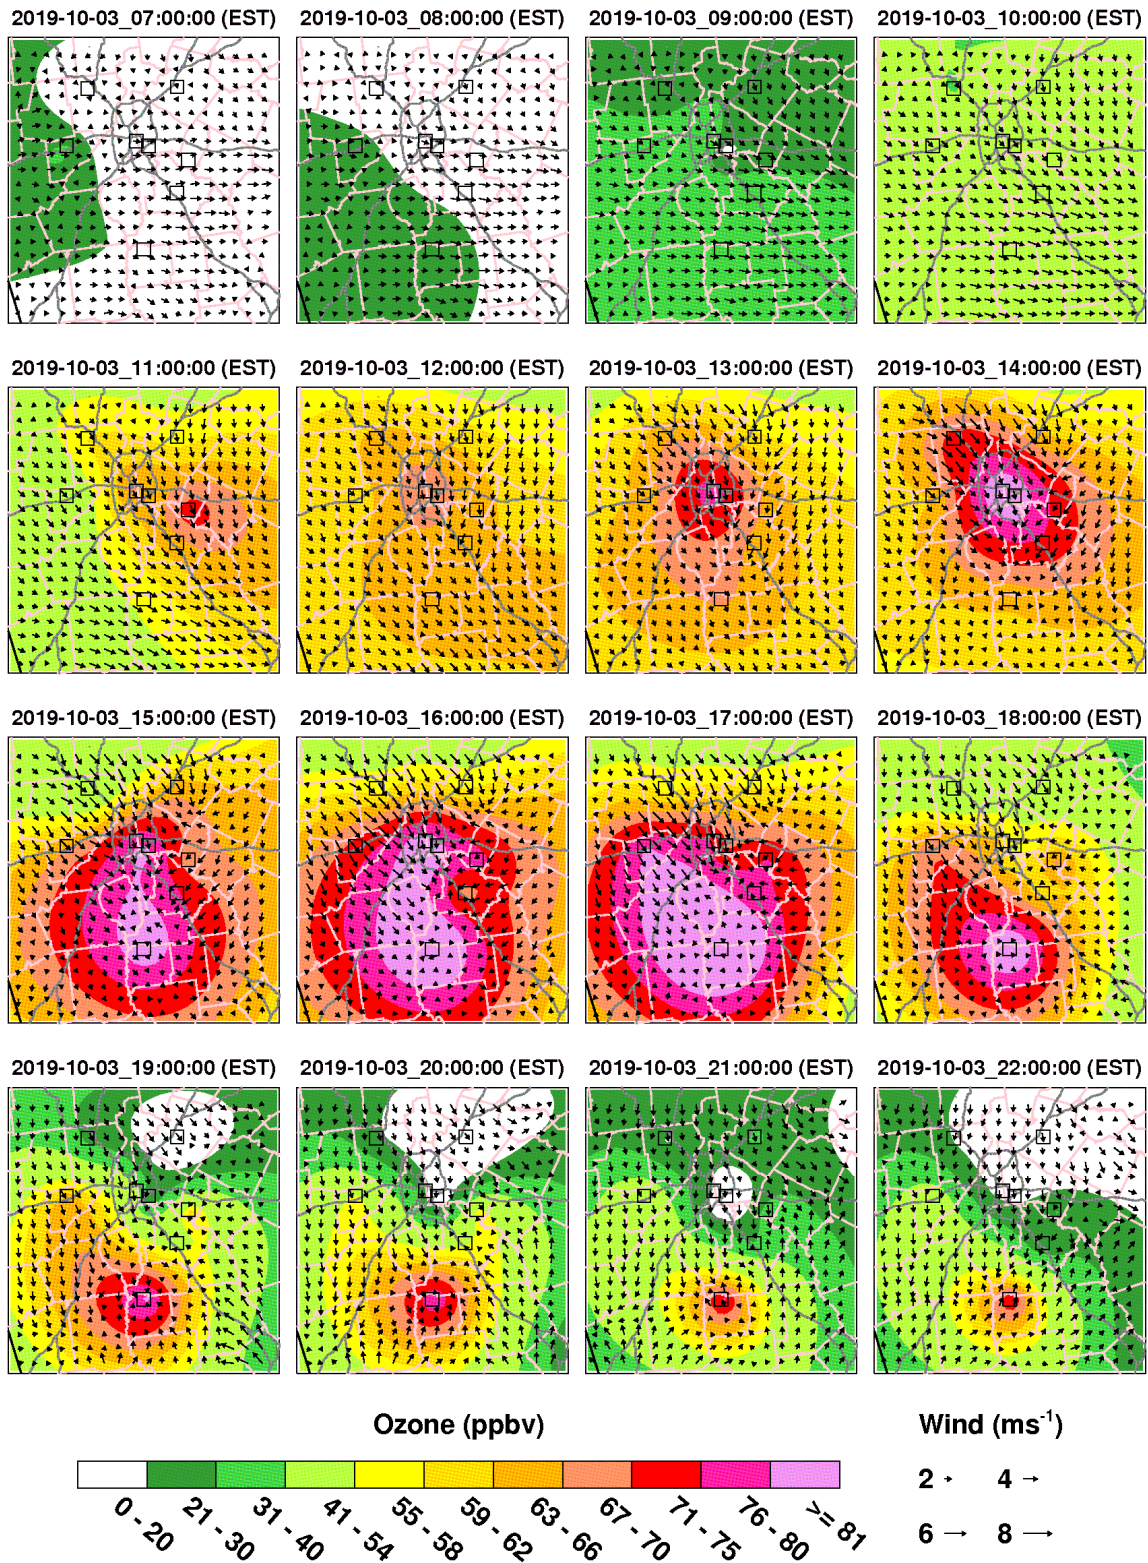 2019-10-03_07:00:00 (EST) 2019-10-03_08:00:00 (EST) 2019-10-03_09:00:00 (EST) 2019-10-03_10:00:00 (EST)
2019-10-03_11:00:00 (EST) 2019-10-03_12:00:00 (EST) 2019-10-03_13:00:00 (EST) 2019-10-03_14:00:00 (EST)
2019-10-03_15:00:00 (EST) 2019-10-03_16:00:00 (EST) 2019-10-03_17:00:00 (EST) 2019-10-03_18:00:00 (EST)
2019-10-03_19:00:00 (EST) 2019-10-03_20:00:00 (EST) 2019-10-03_21:00:00 (EST) 2019-10-03_22:00:00 (EST)
Ozone (ppbv) Wind (ms⁻¹)
0 - 20 21 - 30 31 - 40 41 - 54 55 - 58 59 - 62 63 - 66 67 - 70 71 - 75 76 - 80 >= 81
2 4
6 8